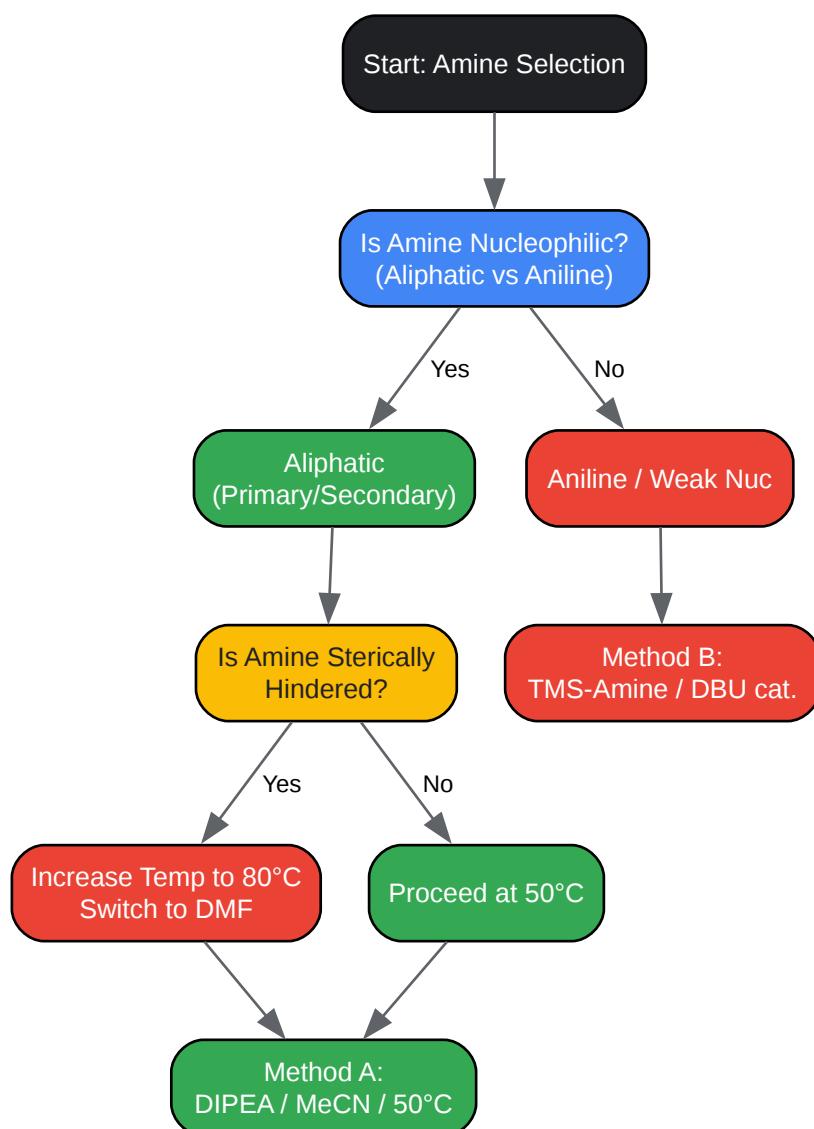 Start: Amine Selection
Is Amine Nucleophilic?
(Aliphatic vs Aniline)
Yes
No
Aliphatic
(Primary/Secondary)
Aniline / Weak Nuc
Is Amine Sterically
Hindered?
Method B:
TMS-Amine / DBU cat.
Yes
No
Increase Temp to 80°C
Switch to DMF
Proceed at 50°C
Method A:
DIPEA / MeCN / 50°C